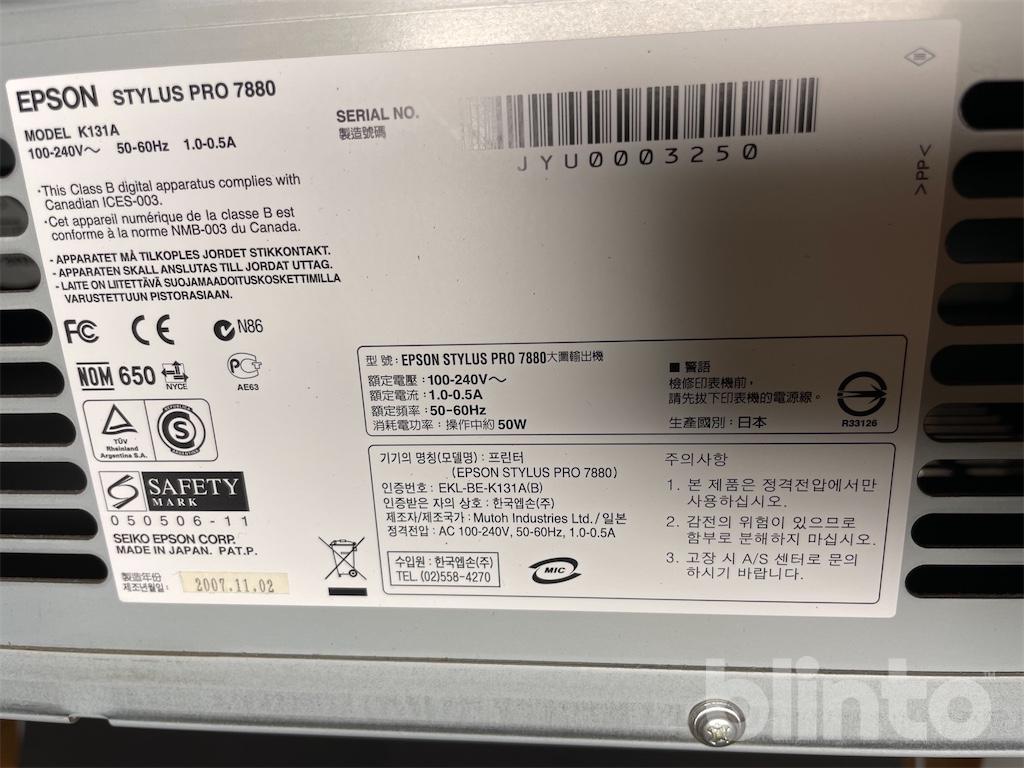 EPSON STYLUS PRO 7880
MODEL K131A
100-240V～ 50-60Hz 1.0-0.5A
SERIAL NO.
製造號碼
JYU0003250
·This Class B digital apparatus complies with
Canadian ICES-003.
·Cet appareil numérique de la classe B est
conforme à la norme NMB-003 du Canada.
- APPARATET MÅ TILKOPLES JORDET STIKKONTAKT.
- APPARATEN SKALL ANSLUTAS TILL JORDAT UTTAG.
- LAITE ON LIITETTÄVÄ SUOJAMAADOITUSKOSKETTIMILLA
VARUSTETTUUN PISTORASIAAN.
>PP<
FC CE N86
NOM 650 NYCE
PC AE63
TÜV
Rheinland
Argentina S.A.
REPUBLICA
S
ARGENTINA
SAFETY
MARK
050506-11
SEIKO EPSON CORP.
MADE IN JAPAN. PAT.P.
製造年份
제조년월일: 2007.11.02
型 號: EPSON STYLUS PRO 7880大圖輸出機
額定電壓：100-240V～
額定電流：1.0-0.5A
額定頻率：50-60Hz
消耗電功率：操作中約 50W
■ 警語
檢修印表機前，
請先拔下印表機的電源線。
生產國別：日本
R33126
기기의 명칭(모델명) : 프린터
(EPSON STYLUS PRO 7880)
인증번호: EKL-BE-K131A(B)
인증받은 자의 상호: 한국엡손(주)
제조자/제조국가: Mutoh Industries Ltd. / 일본
정격전압: AC 100-240V, 50-60Hz, 1.0-0.5A
수입원 : 한국엡손(주)
TEL. (02)558-4270
MIC
주의사항
1. 본 제품은 정격전압에서만
사용하십시오.
2. 감전의 위험이 있으므로
함부로 분해하지 마십시오.
3. 고장 시 A/S 센터로 문의
하시기 바랍니다.
blinto™